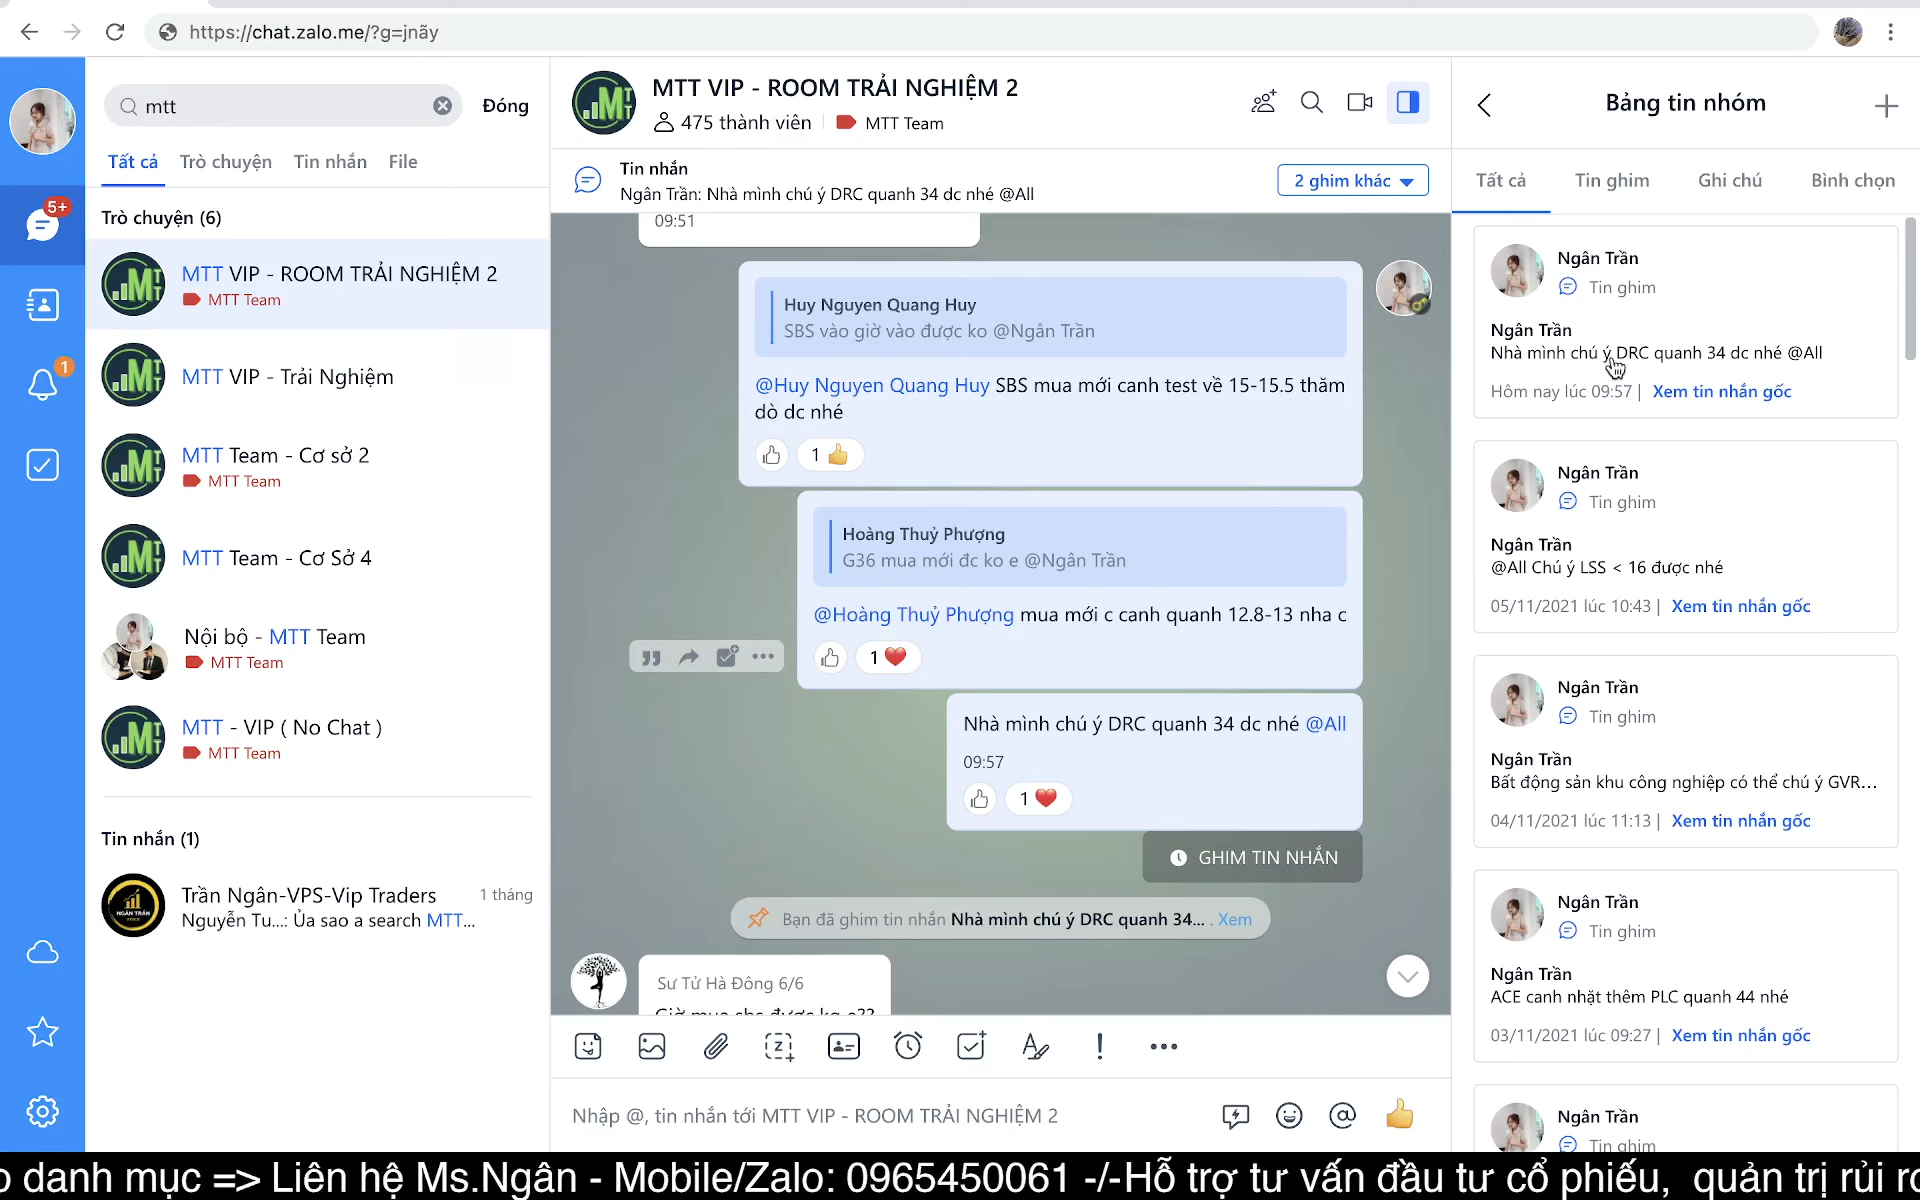 https://chat.zalo.me/?g=jnãy
mtt
Đóng
Tất cả
Trò chuyện
Tin nhắn
File
5+
1
Trò chuyện (6)
MTT VIP - ROOM TRẢI NGHIỆM 2
MTT Team
MTT VIP - Trải Nghiệm
MTT Team - Cơ sở 2
MTT Team
MTT Team - Cơ Sở 4
Nội bộ - MTT Team
MTT Team
MTT - VIP ( No Chat )
MTT Team
Tin nhắn (1)
Trần Ngân-VPS-Vip Traders
1 tháng
Nguyễn Tu...: Ủa sao a search MTT...
MTT VIP - ROOM TRẢI NGHIỆM 2
475 thành viên
MTT Team
Tin nhắn
Ngân Trần: Nhà mình chú ý DRC quanh 34 dc nhé @All
2 ghim khác
09:51
Huy Nguyen Quang Huy
SBS vào giờ vào được ko @Ngân Trần
@Huy Nguyen Quang Huy SBS mua mới canh test về 15-15.5 thăm
dò dc nhé
1
Hoàng Thuỷ Phượng
G36 mua mới đc ko e @Ngân Trần
@Hoàng Thuỷ Phượng mua mới c canh quanh 12.8-13 nha c
1
Nhà mình chú ý DRC quanh 34 dc nhé @All
09:57
1
GHIM TIN NHẮN
Bạn đã ghim tin nhắn Nhà mình chú ý DRC quanh 34... . Xem
Sư Tử Hà Đông 6/6
Giờ mua sbs được kg e??
Nhập @, tin nhắn tới MTT VIP - ROOM TRẢI NGHIỆM 2
Bảng tin nhóm
Tất cả
Tin ghim
Ghi chú
Bình chọn
Ngân Trần
Tin ghim
Ngân Trần
Nhà mình chú ý DRC quanh 34 dc nhé @All
Hôm nay lúc 09:57 | Xem tin nhắn gốc
Ngân Trần
Tin ghim
Ngân Trần
@All Chú ý LSS < 16 được nhé
05/11/2021 lúc 10:43 | Xem tin nhắn gốc
Ngân Trần
Tin ghim
Ngân Trần
Bất động sản khu công nghiệp có thể chú ý GVR...
04/11/2021 lúc 11:13 | Xem tin nhắn gốc
Ngân Trần
Tin ghim
Ngân Trần
ACE canh nhặt thêm PLC quanh 44 nhé
03/11/2021 lúc 09:27 | Xem tin nhắn gốc
Ngân Trần
Tin ghim
o danh mục => Liên hệ Ms.Ngân - Mobile/Zalo: 0965450061 -/-Hỗ trợ tư vấn đầu tư cổ phiếu, quản trị rủi ro